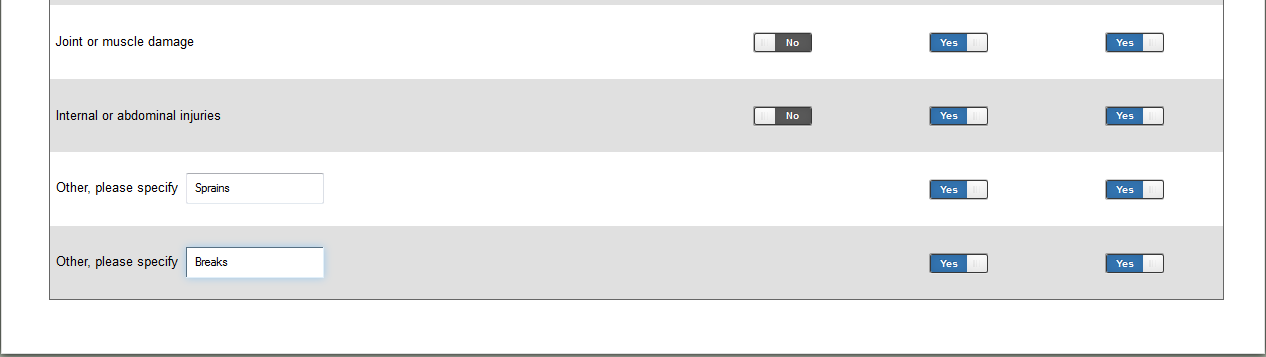 Joint or muscle damage No Yes Yes
Internal or abdominal injuries No Yes Yes
Other, please specify Sprains Yes Yes
Other, please specify Breaks Yes Yes